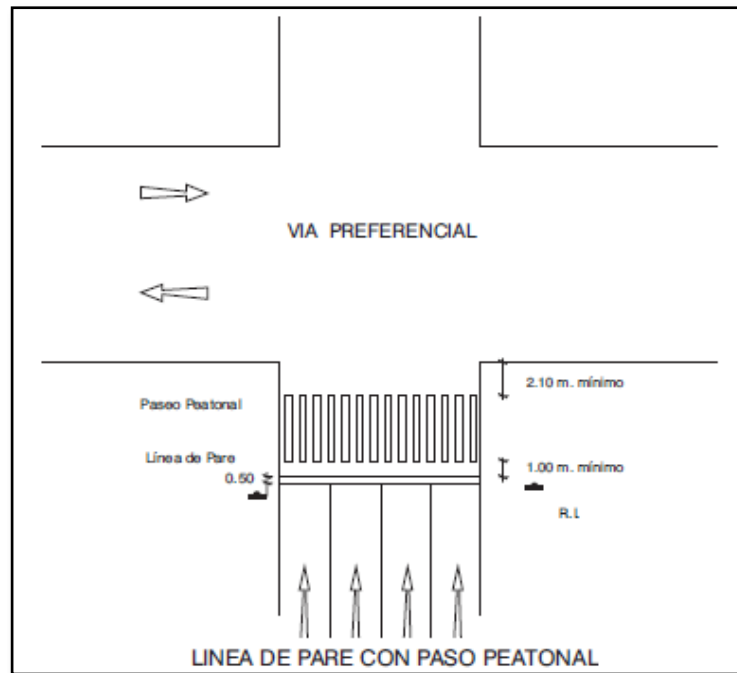 VIA PREFERENCIAL
2.10 m. mínimo
Paseo Peatonal
Línea de Pare
1.00 m. mínimo
0.50
R.I.
LINEA DE PARE CON PASO PEATONAL